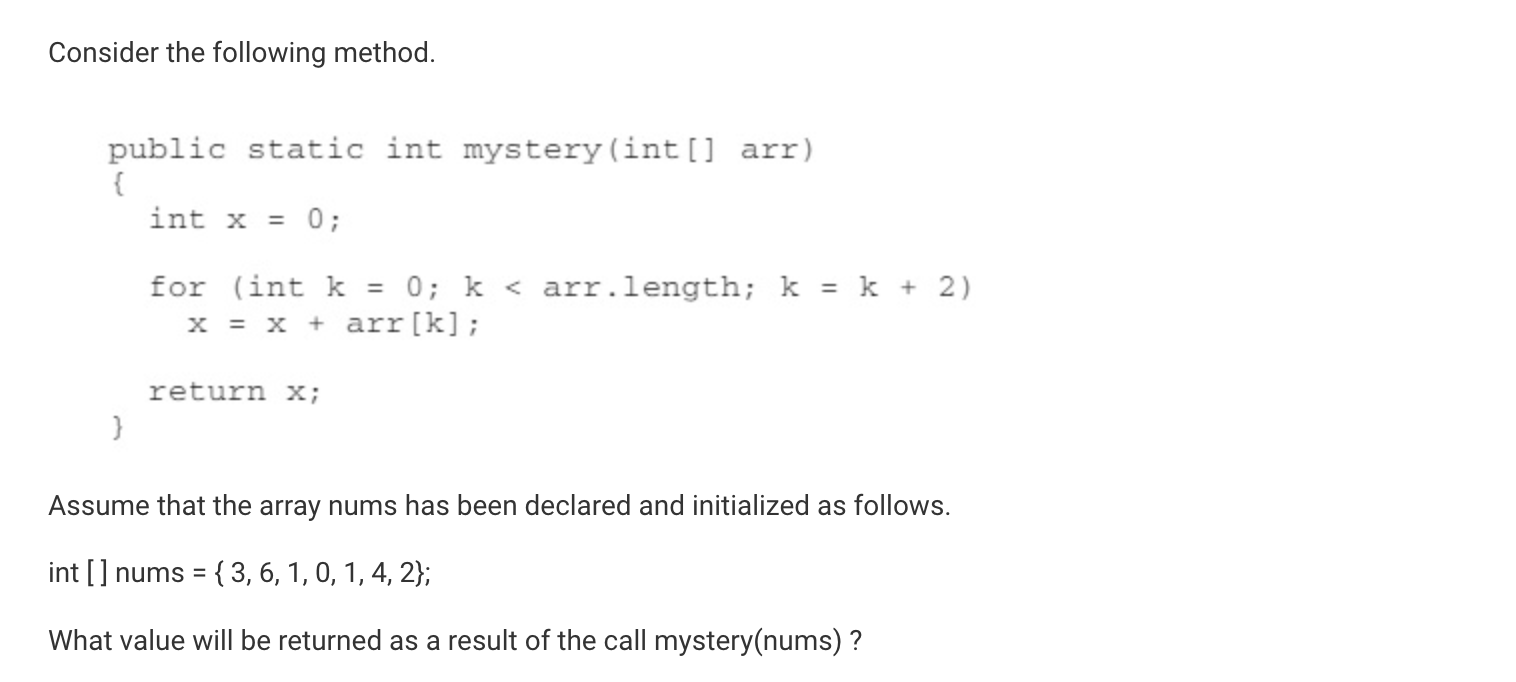 Consider the following method.
public static int mystery(int[] arr)
{
int x = 0;
for (int k = 0; k < arr.length; k = k + 2)
x = x + arr[k];
return x;
}
Assume that the array nums has been declared and initialized as follows.
int [ ] nums = { 3, 6, 1, 0, 1, 4, 2};
What value will be returned as a result of the call mystery(nums) ?